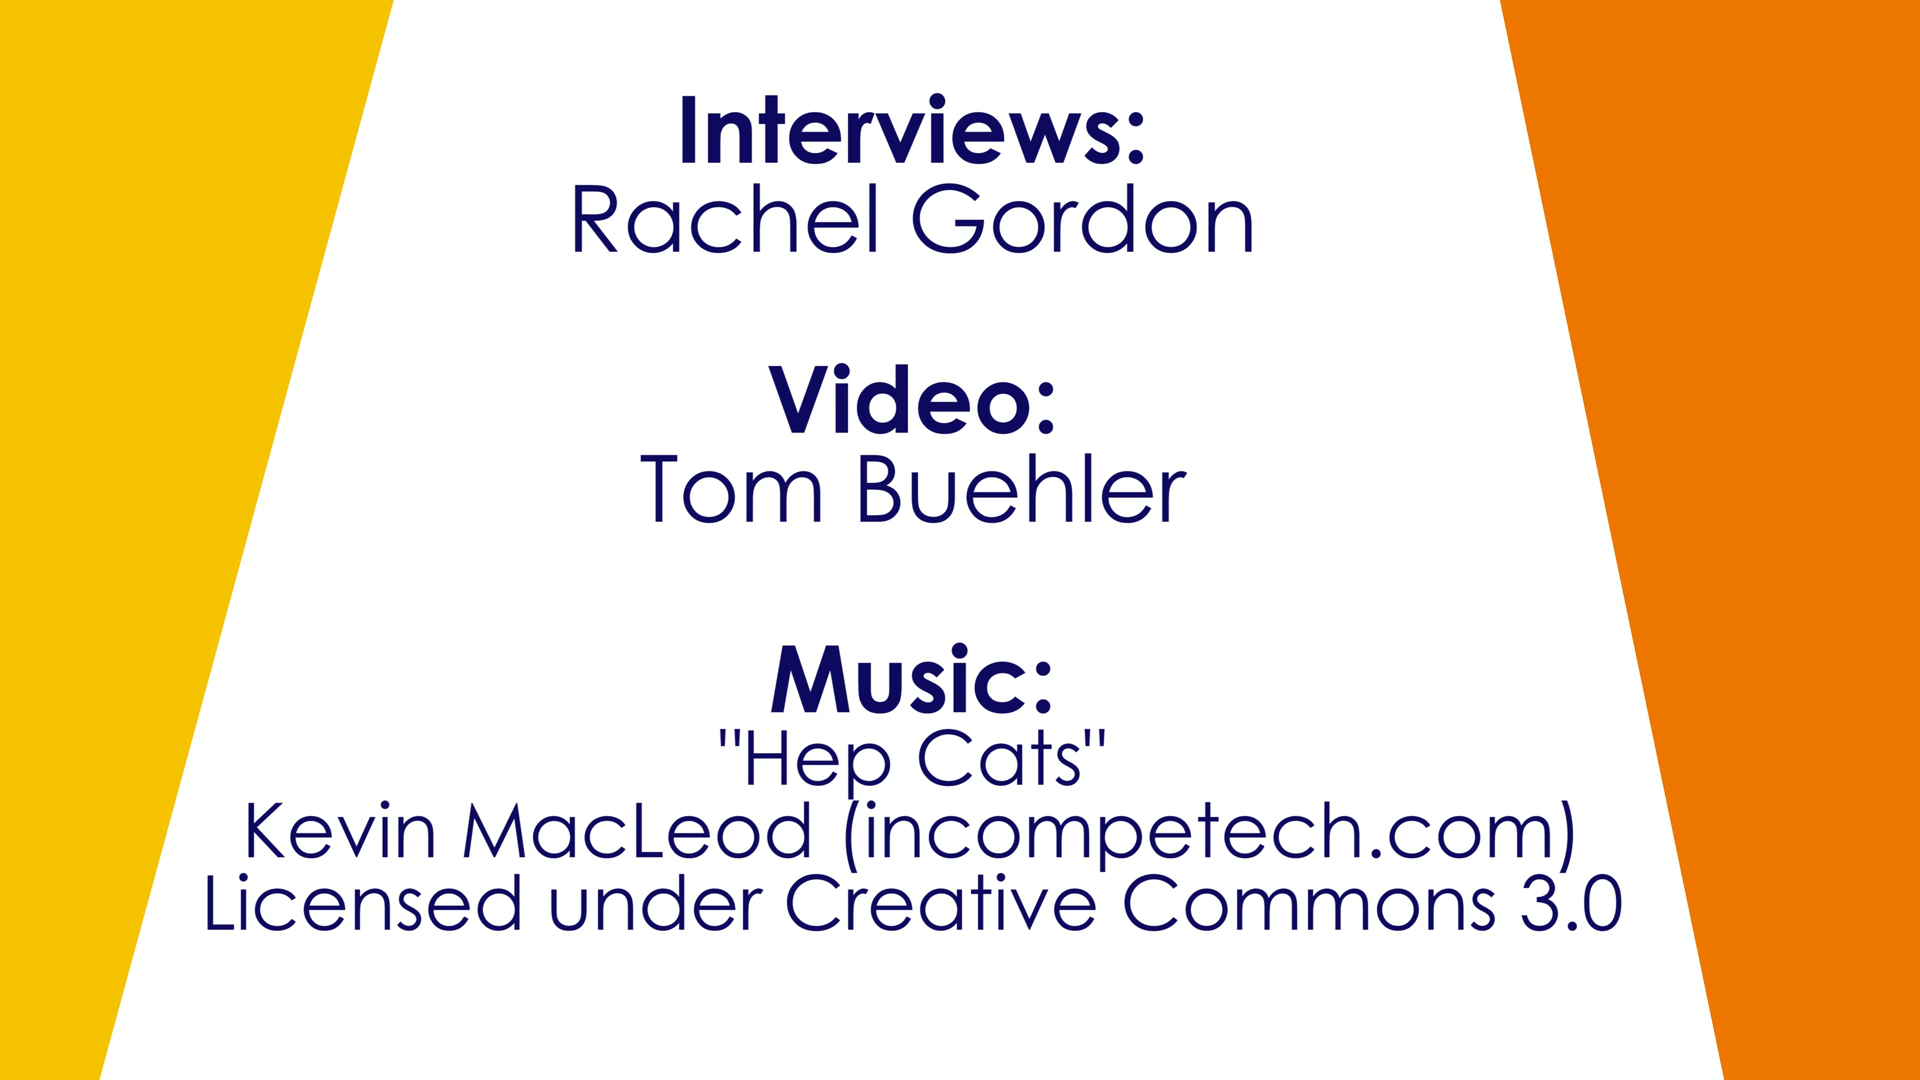 Interviews:
Rachel Gordon
Video:
Tom Buehler
Music:
"Hep Cats"
Kevin MacLeod (incompetech.com)
Licensed under Creative Commons 3.0